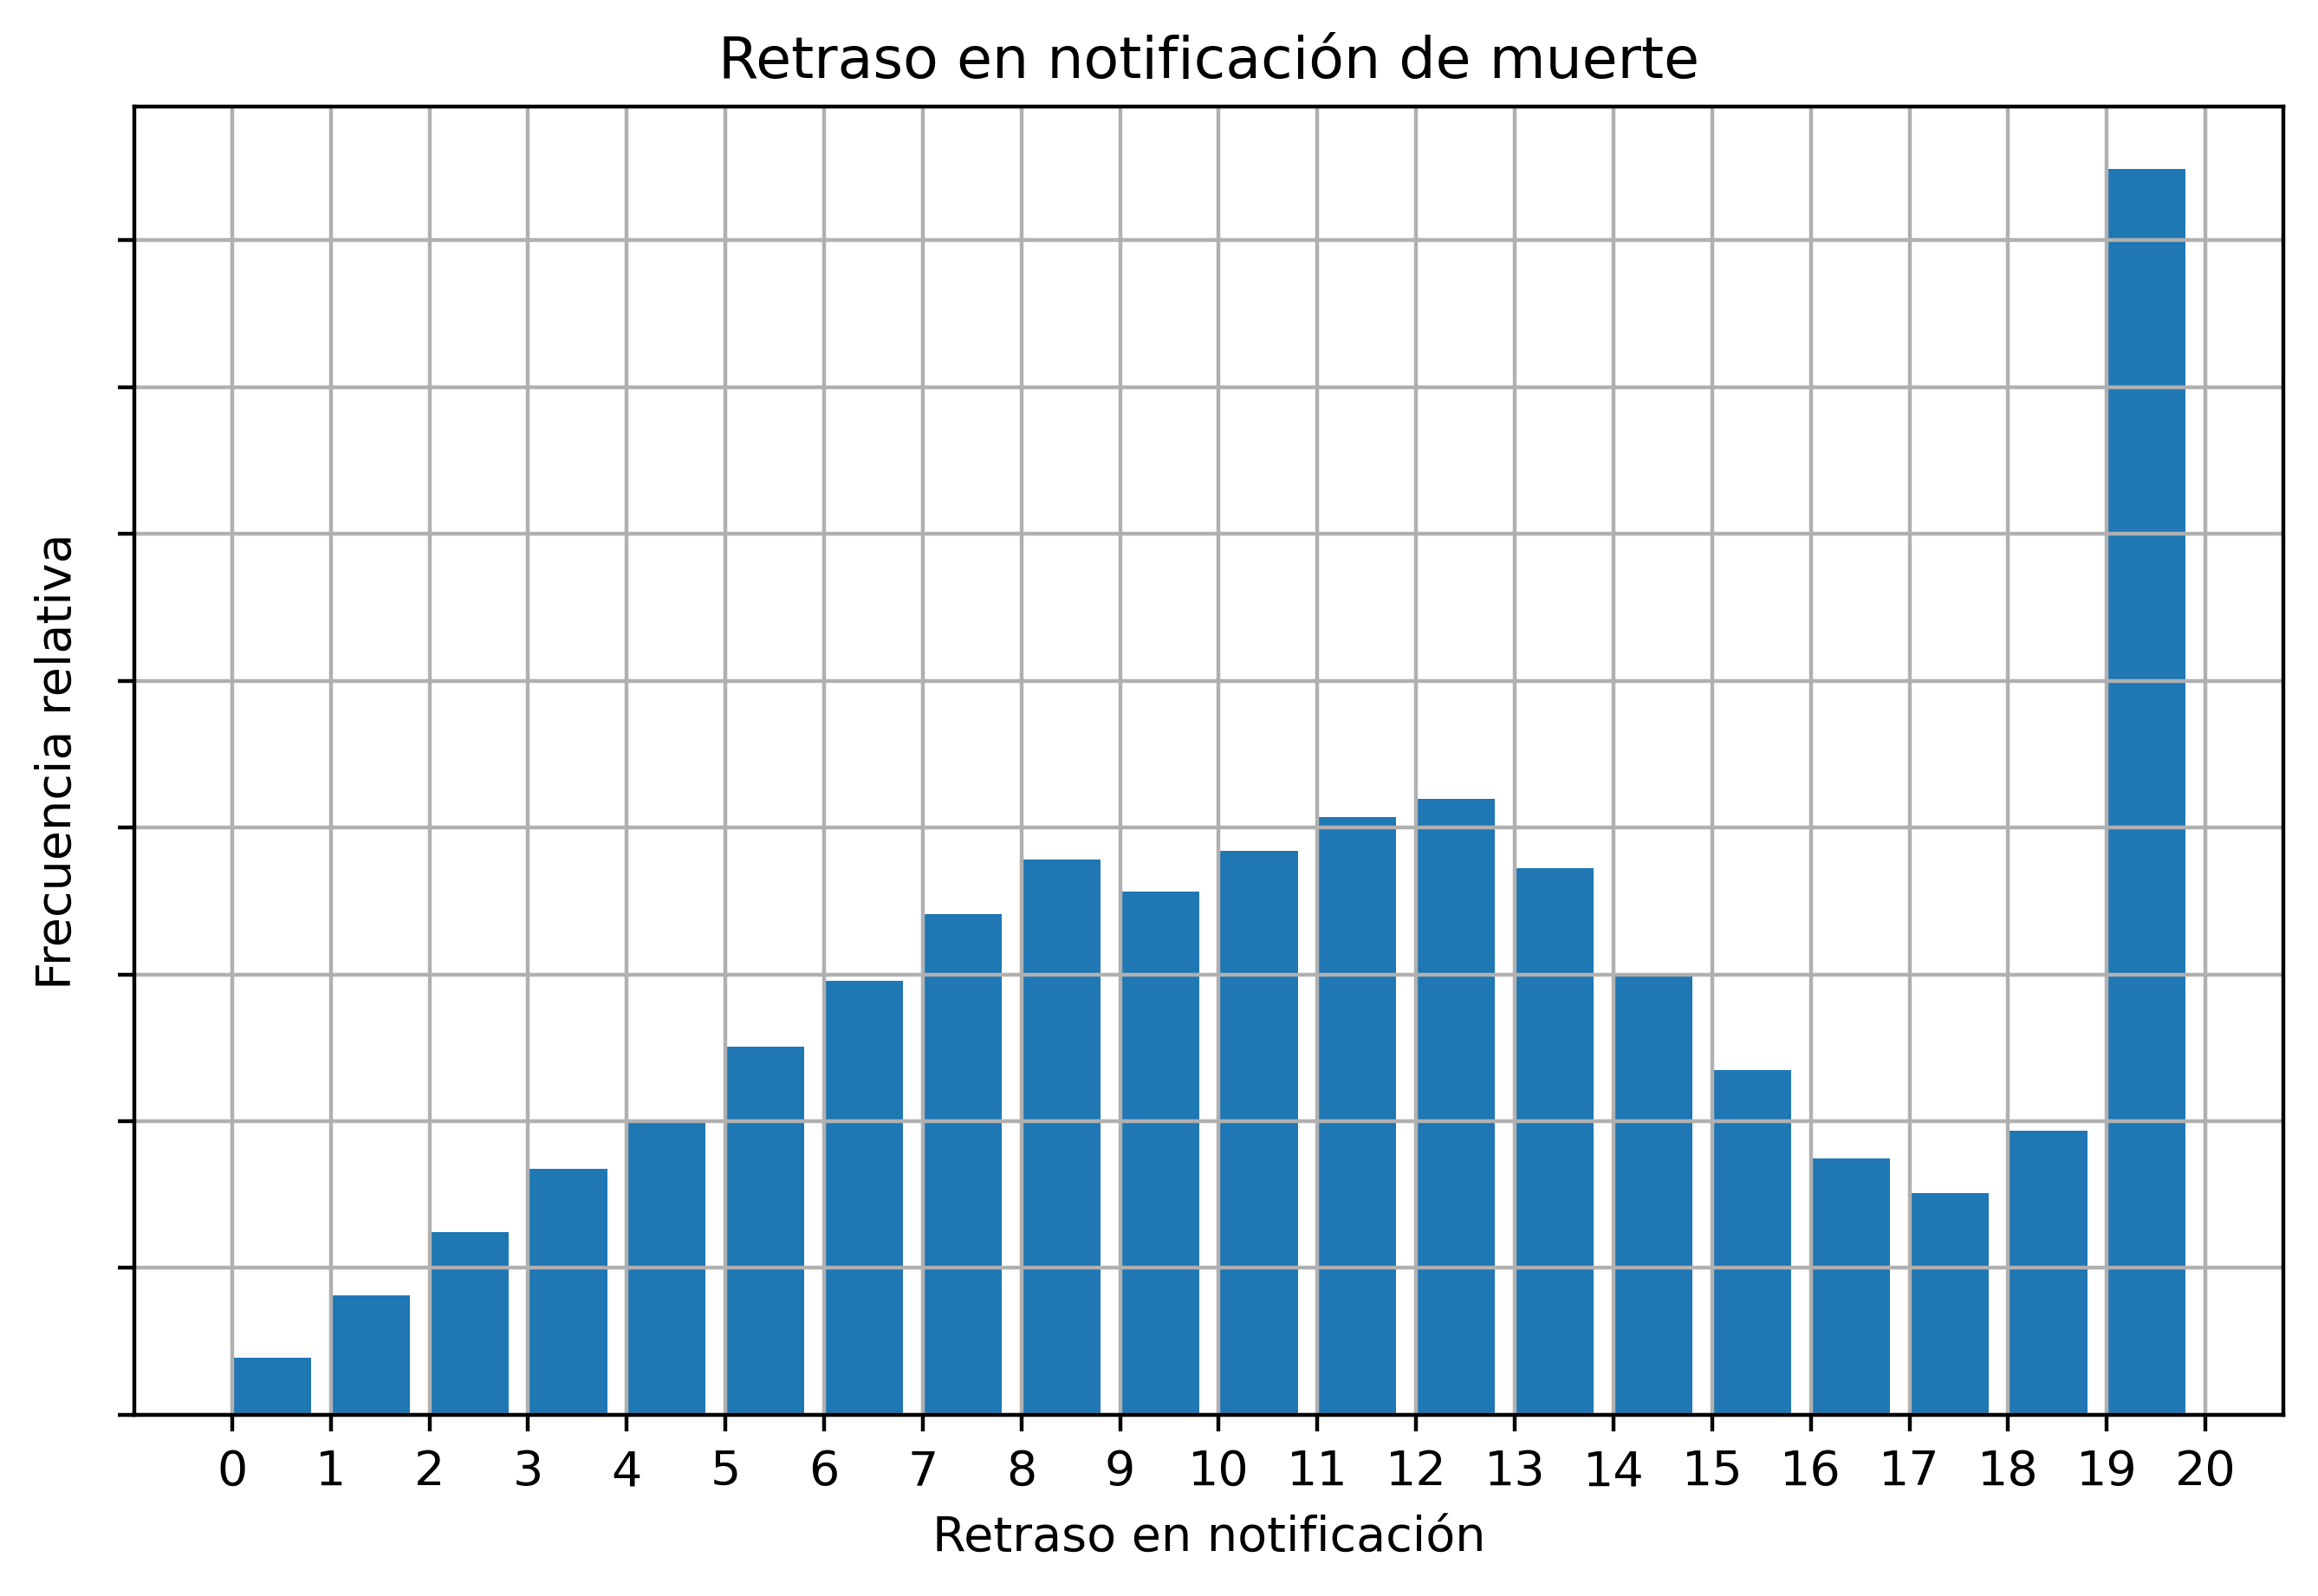 Retraso en notificación de muerte
Frecuencia relativa
0 1 2 3 4 5 6 7 8 9 10 11 12 13 14 15 16 17 18 19 20
Retraso en notificación